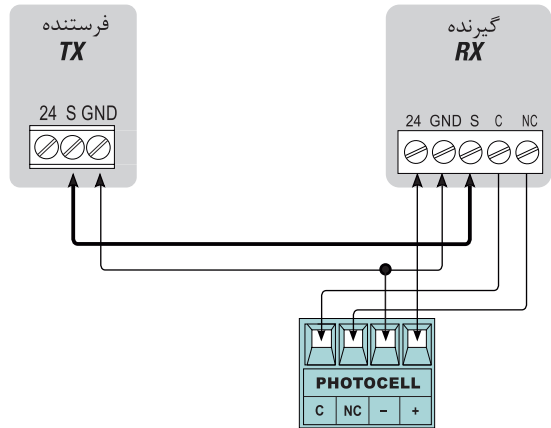 فرستنده
TX
24 S GND
گیرنده
RX
24 GND S C NC
PHOTOCELL
C NC – +